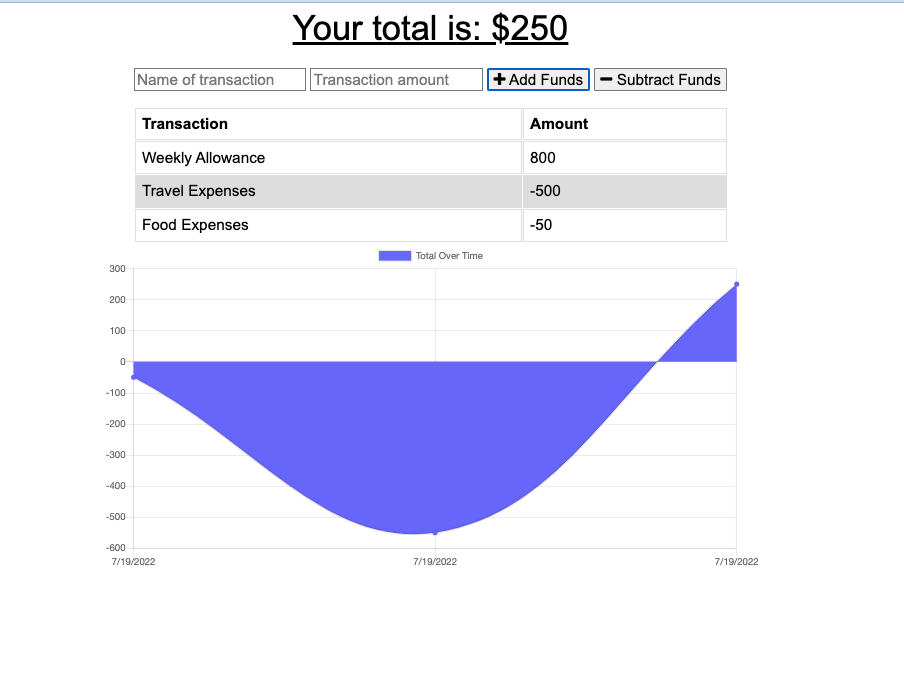 Your total is: $250
Name of transaction Transaction amount Add Funds Subtract Funds
Transaction Amount
Weekly Allowance 800
Travel Expenses -500
Food Expenses -50
Total Over Time
300
200
100
0
-100
-200
-300
-400
-500
-600
7/19/2022 7/19/2022 7/19/2022